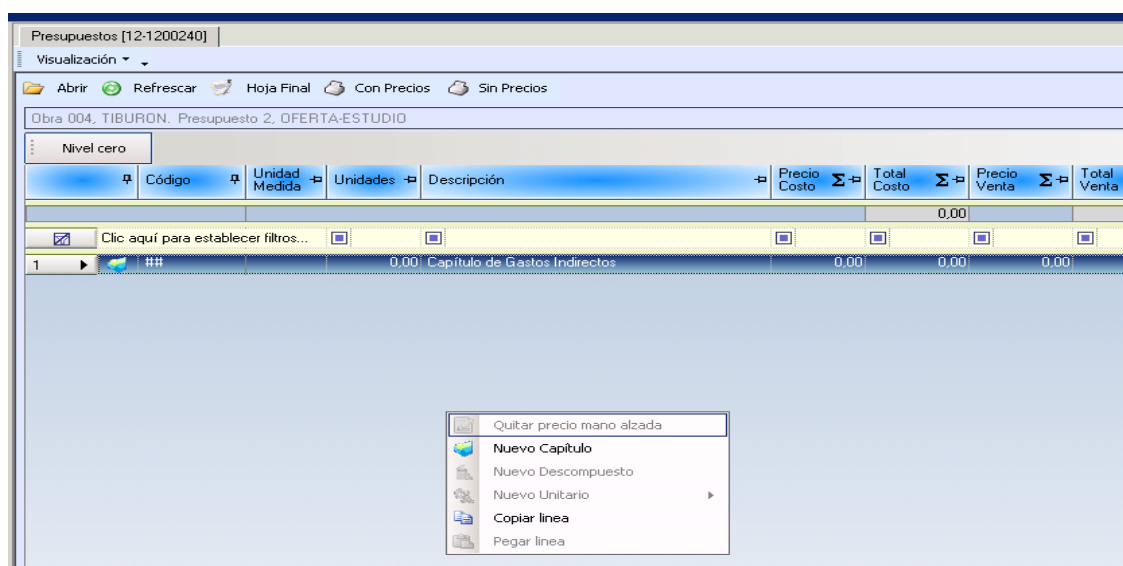 Presupuestos [12-1200240]
Visualización
Abrir Refrescar Hoja Final Con Precios Sin Precios
Obra 004, TIBURON. Presupuesto 2, OFERTA-ESTUDIO
Nivel cero
Código Unidad Medida Unidades Descripción Precio Costo Σ Total Costo Σ Precio Venta Σ Total Venta
0,00
Clic aquí para establecer filtros...
1 ## 0,00 Capítulo de Gastos Indirectos 0,00 0,00 0,00
Quitar precio mano alzada
Nuevo Capítulo
Nuevo Descompuesto
Nuevo Unitario
Copiar linea
Pegar linea